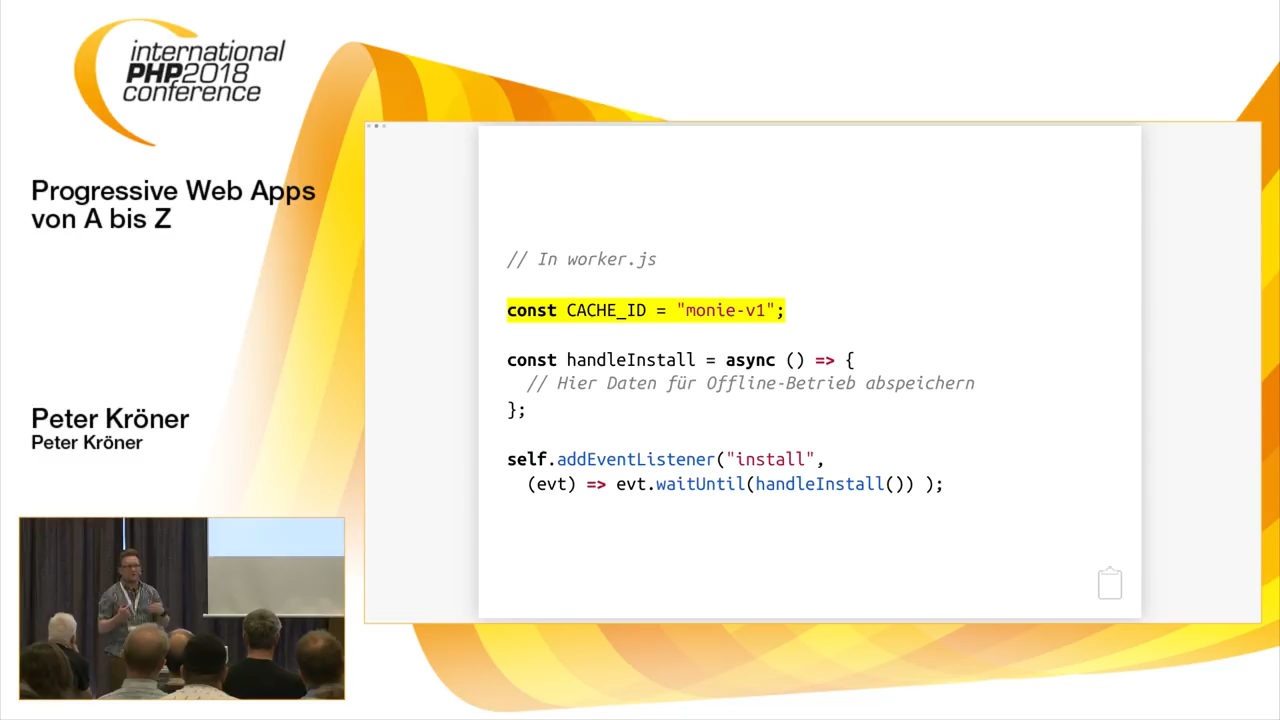 international
PHP2018
conference
Progressive Web Apps
von A bis Z
Peter Kröner
Peter Kröner
// In worker.js
const CACHE_ID = "monie-v1";
const handleInstall = async () => {
// Hier Daten für Offline-Betrieb abspeichern
};
self.addEventListener("install",
(evt) => evt.waitUntil(handleInstall()) );